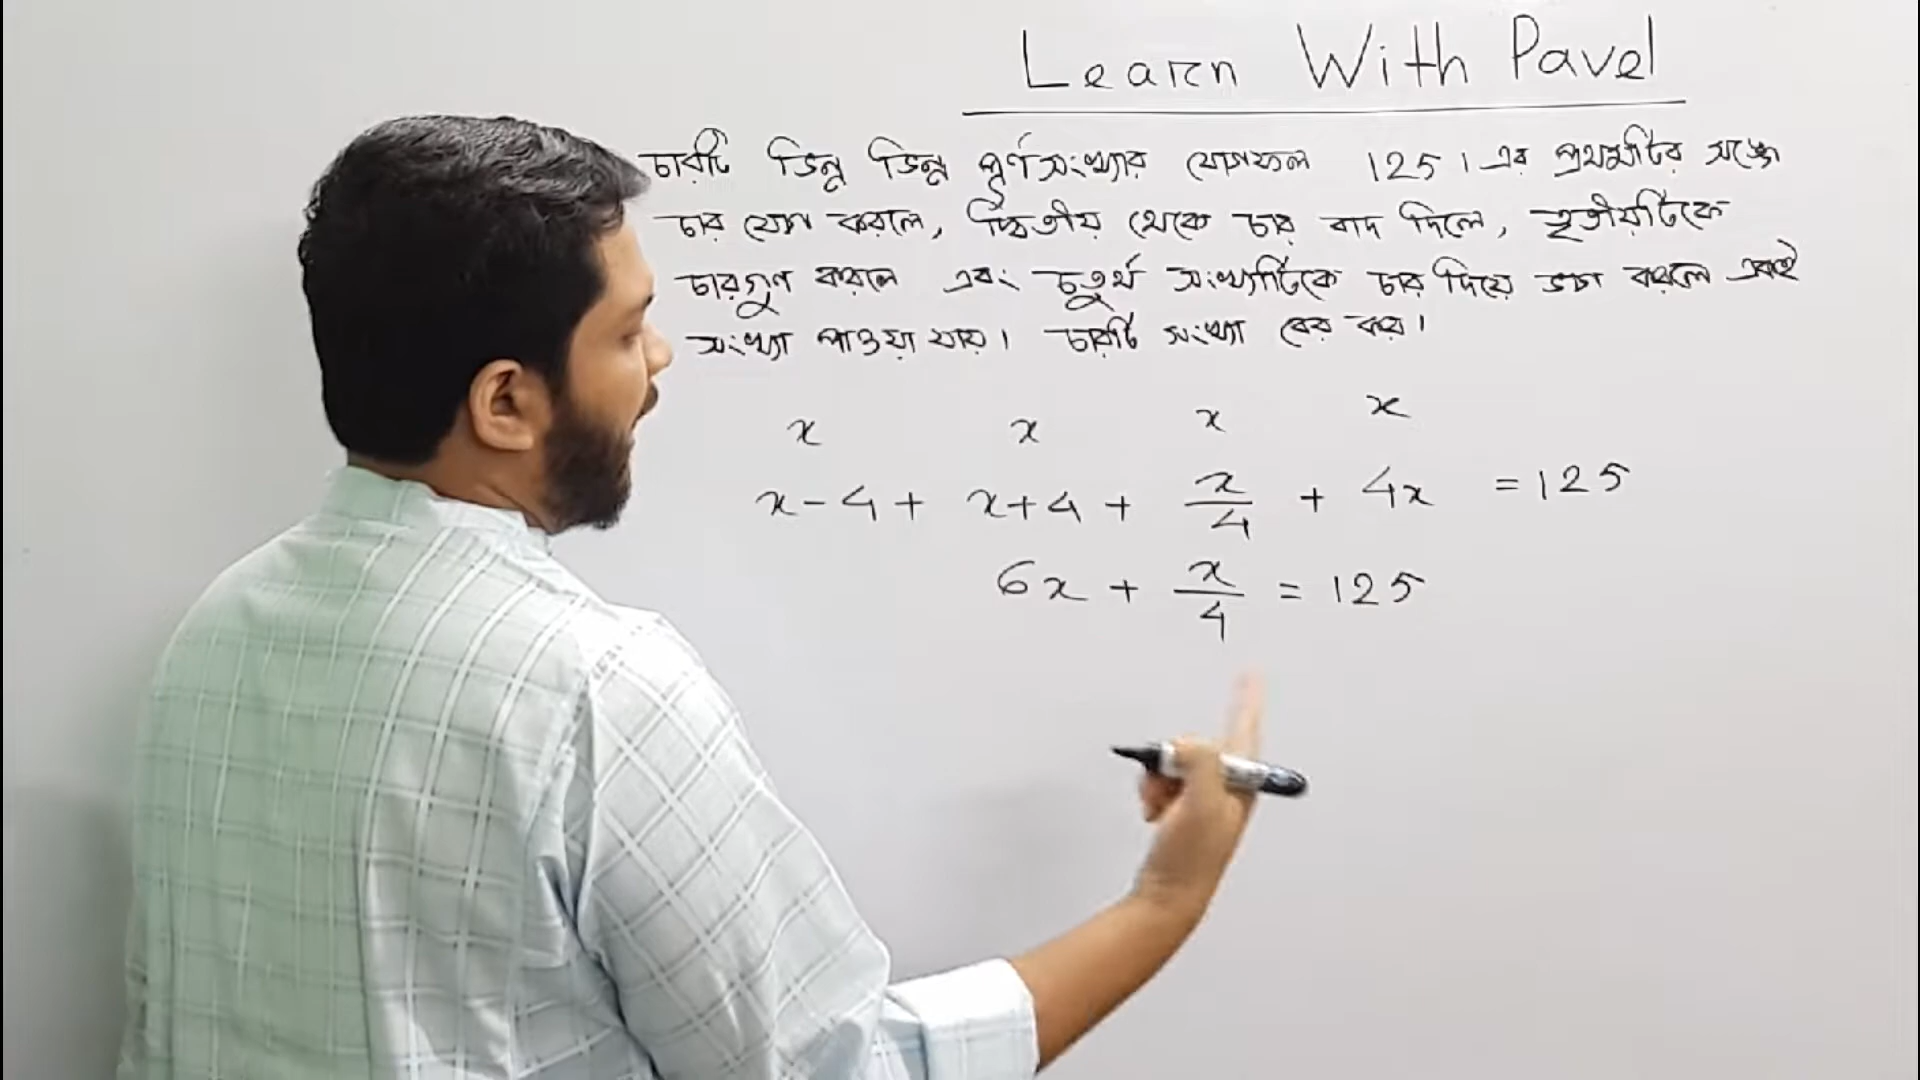 Learn With Pavel
চারটি ভিন্ন ভিন্ন পূর্ণসংখ্যার যোগফল 125। এর প্রথমটির সঙ্গে
চার যোগ করলে, দ্বিতীয় থেকে চার বাদ দিলে, তৃতীয়টিকে
চারগুণ করলে এবং চতুর্থ সংখ্যাটিকে চার দিয়ে ভাগ করলে একই
সংখ্যা পাওয়া যায়। চারটি সংখ্যা বের কর।
x x x x
x-4+ x+4+ x/4 + 4x =125
6x + x/4 = 125